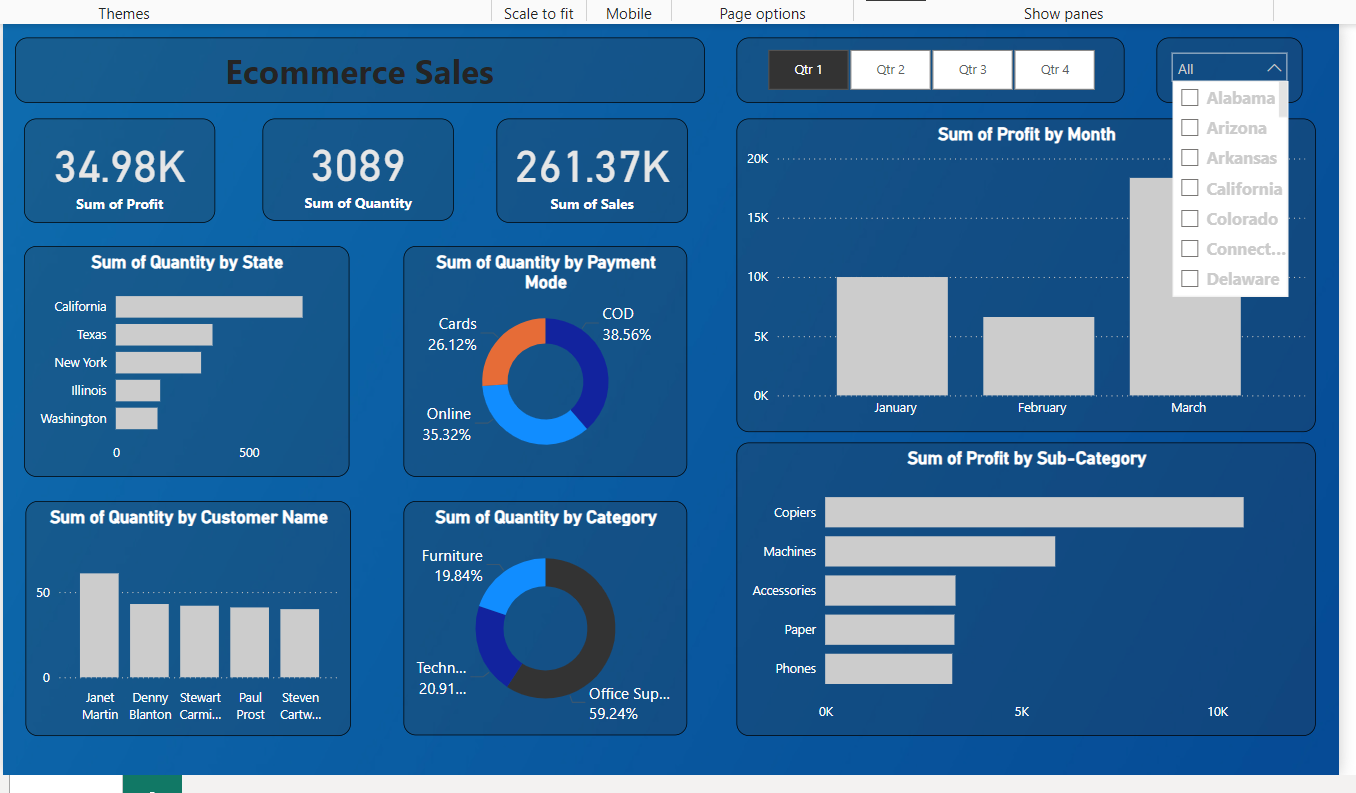 Themes
Scale to fit
Mobile
Page options
Show panes
Ecommerce Sales
Qtr 1
Qtr 2
Qtr 3
Qtr 4
All
Alabama
Arizona
Arkansas
California
Colorado
Connect...
Delaware
34.98K
Sum of Profit
3089
Sum of Quantity
261.37K
Sum of Sales
Sum of Profit by Month
20K
15K
10K
5K
0K
January
February
March
Sum of Quantity by State
California
Texas
New York
Illinois
Washington
0
500
Sum of Quantity by Payment
Mode
Cards
26.12%
COD
38.56%
Online
35.32%
Sum of Profit by Sub-Category
Copiers
Machines
Accessories
Paper
Phones
0K
5K
10K
Sum of Quantity by Customer Name
50
0
Janet
Martin
Denny
Blanton
Stewart
Carmi...
Paul
Prost
Steven
Cartw...
Sum of Quantity by Category
Furniture
19.84%
Techn...
20.91...
Office Sup...
59.24%